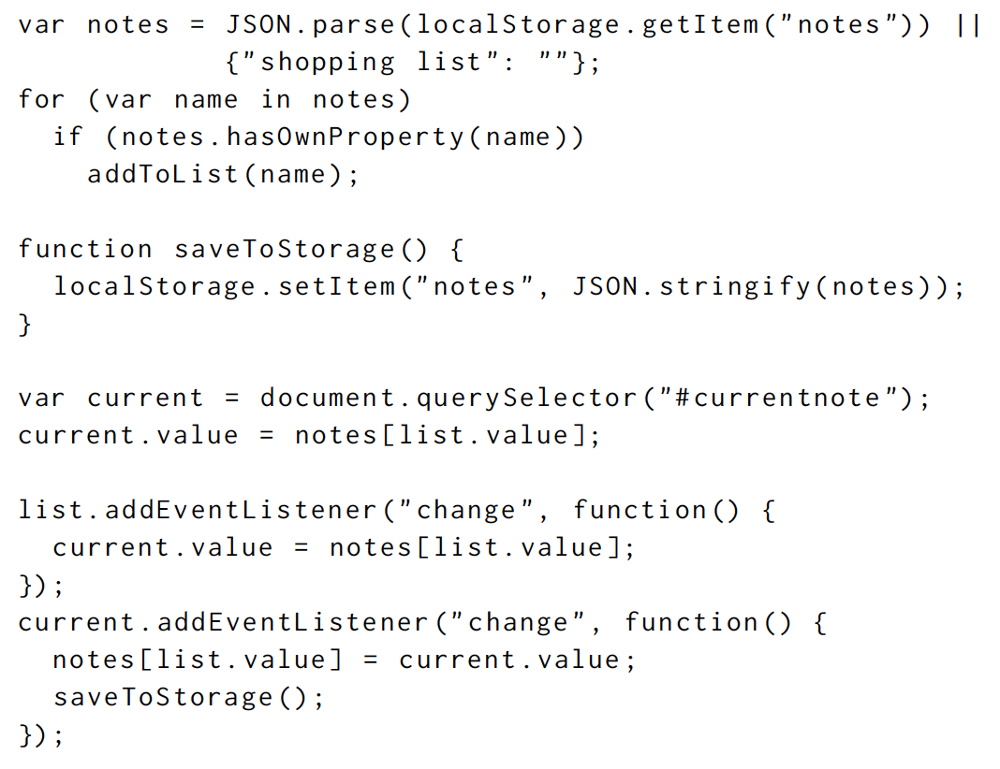 var notes = JSON.parse(localStorage.getItem("notes")) ||
            {"shopping list": ""};
for (var name in notes)
  if (notes.hasOwnProperty(name))
    addToList(name);

function saveToStorage() {
  localStorage.setItem("notes", JSON.stringify(notes));
}

var current = document.querySelector("#currentnote");
current.value = notes[list.value];

list.addEventListener("change", function() {
  current.value = notes[list.value];
});
current.addEventListener("change", function() {
  notes[list.value] = current.value;
  saveToStorage();
});